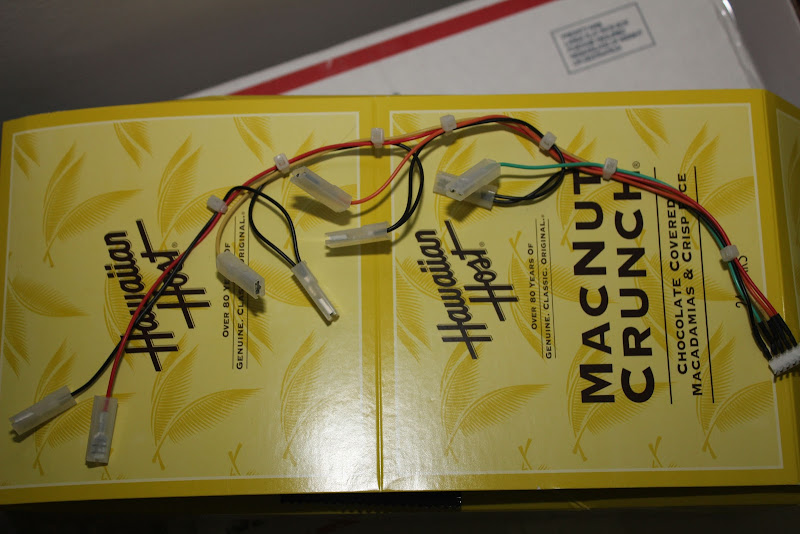 Hawaiian
Host®
OVER 80 YEARS OF
GENUINE. CLASSIC. ORIGINAL.
Hawaiian
Host®
OVER 80 YEARS OF
GENUINE. CLASSIC. ORIGINAL.
MACNUT
CRUNCH®
CHOCOLATE COVERED
MACADAMIAS & CRISP